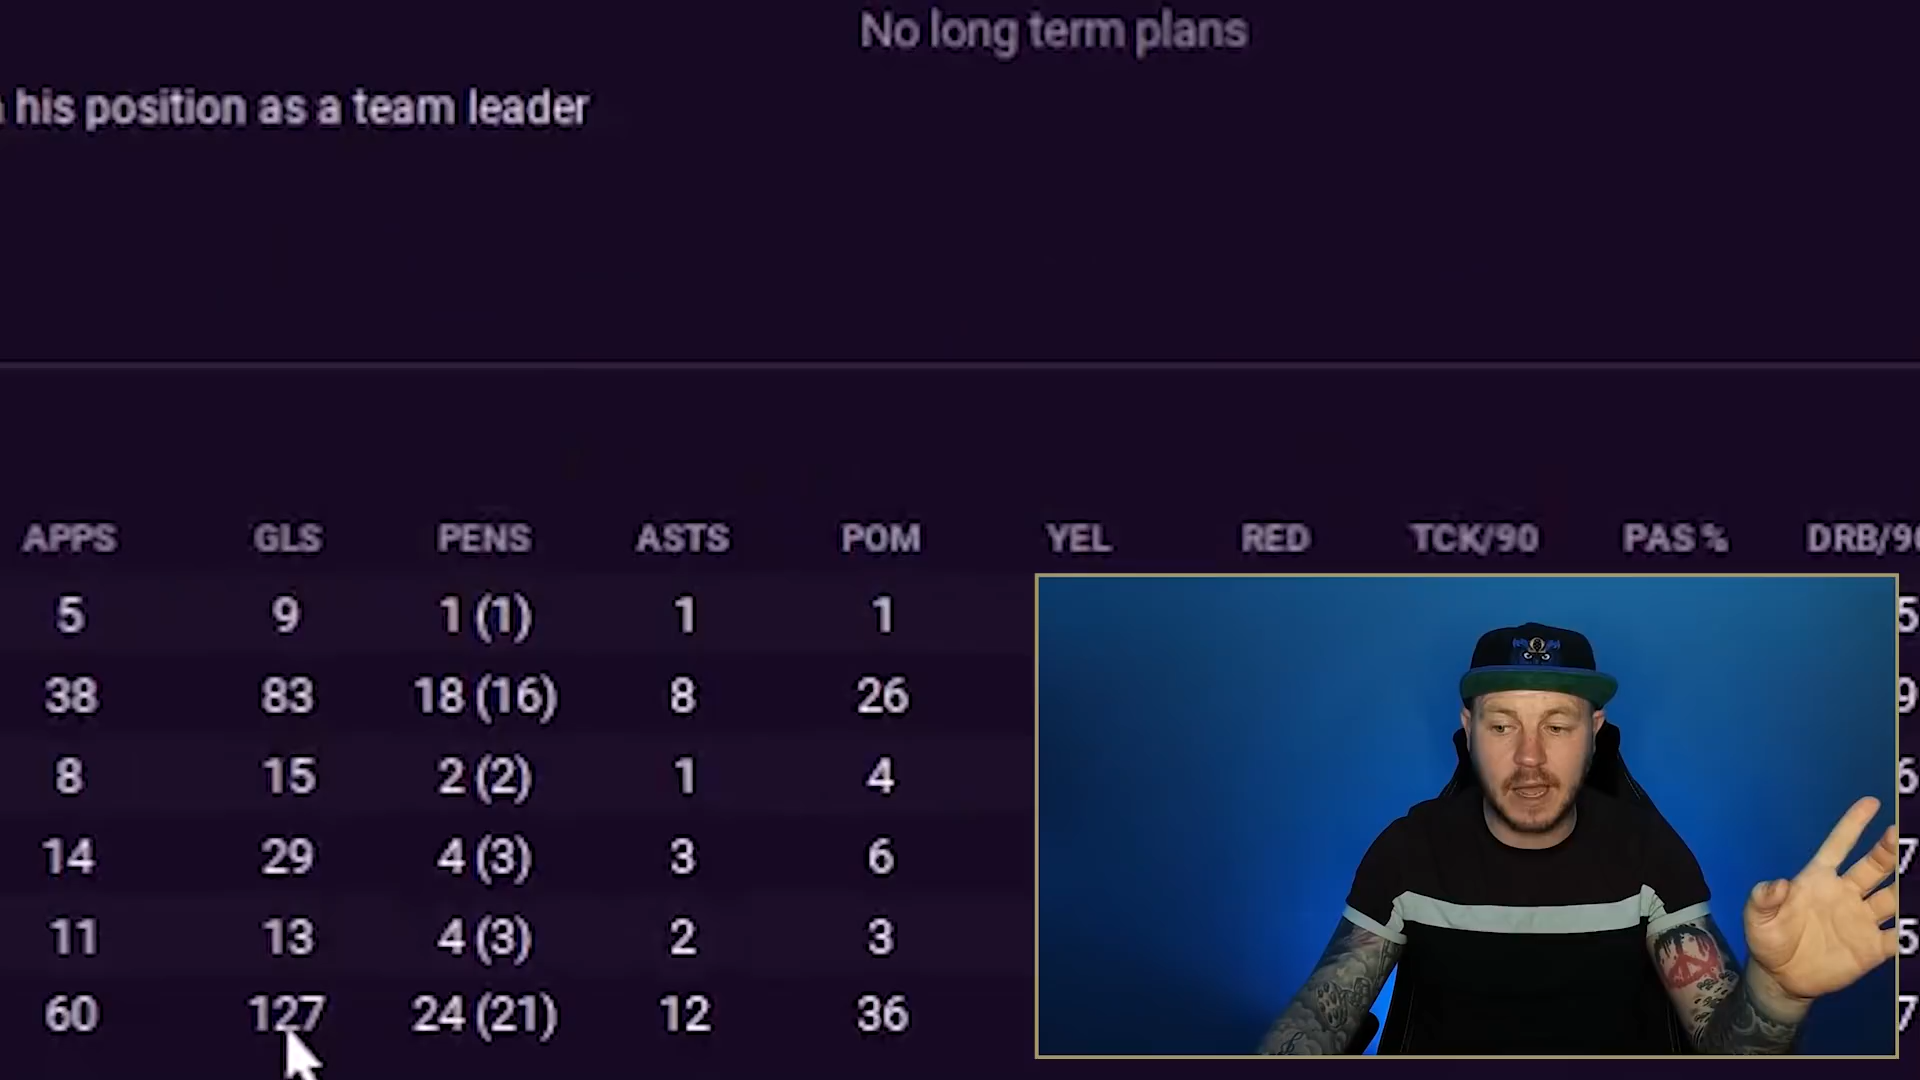 No long term plans
his position as a team leader
APPS GLS PENS ASTS POM YEL RED TCK/90 PAS % DRB/90
5 9 1 (1) 1 1
38 83 18 (16) 8 26
8 15 2 (2) 1 4
14 29 4 (3) 3 6
11 13 4 (3) 2 3
60 127 24 (21) 12 36